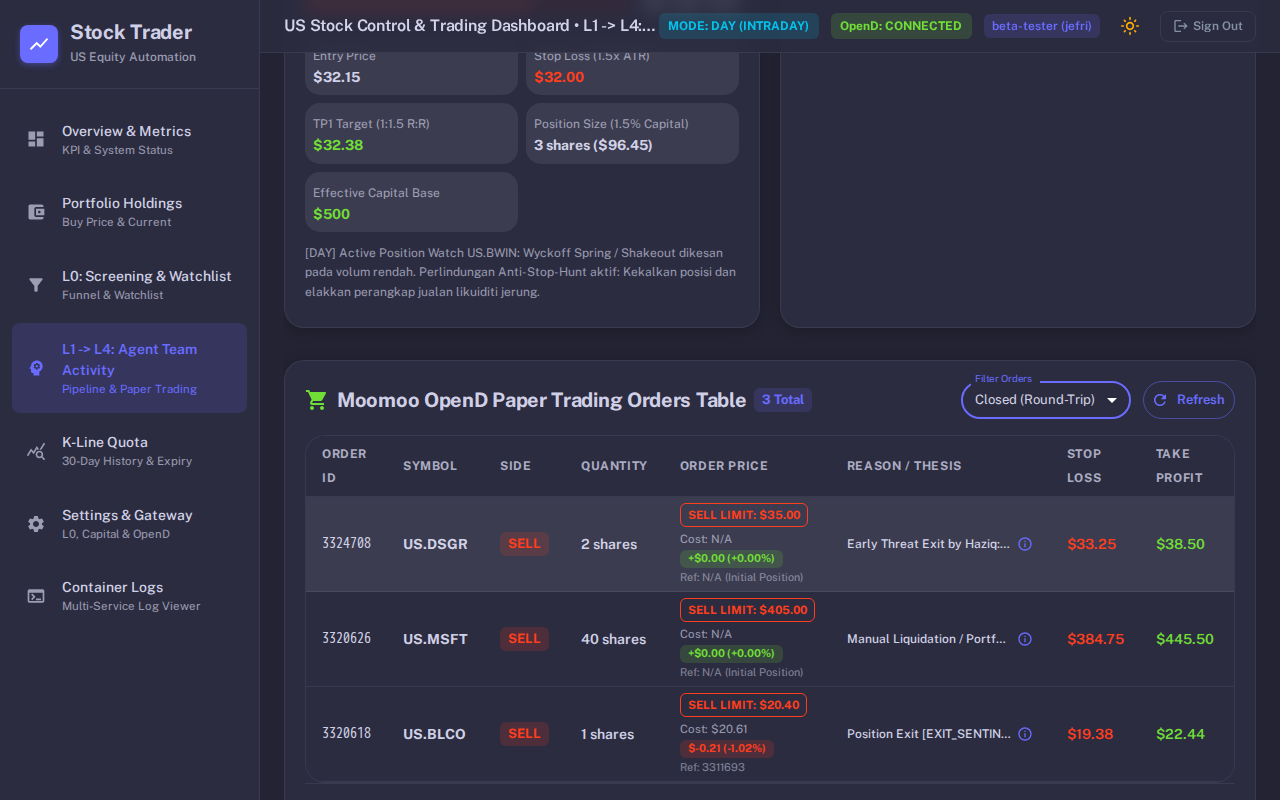 Stock Trader
US Equity Automation
Overview & Metrics
KPI & System Status
Portfolio Holdings
Buy Price & Current
L0: Screening & Watchlist
Funnel & Watchlist
L1 -> L4: Agent Team
Activity
Pipeline & Paper Trading
K-Line Quota
30-Day History & Expiry
Settings & Gateway
L0, Capital & OpenD
Container Logs
Multi-Service Log Viewer
US Stock Control & Trading Dashboard • L1 -> L4:...
MODE: DAY (INTRADAY)
OpenD: CONNECTED
beta-tester (jefri)
Sign Out
Entry Price
$32.15
Stop Loss (1.5x ATR)
$32.00
TP1 Target (1:1.5 R:R)
$32.38
Position Size (1.5% Capital)
3 shares ($96.45)
Effective Capital Base
$500
[DAY] Active Position Watch US.BWIN: Wyckoff Spring / Shakeout dikesan
pada volum rendah. Perlindungan Anti-Stop-Hunt aktif: Kekalkan posisi dan
elakkan perangkap jualan likuiditi jerung.
Moomoo OpenD Paper Trading Orders Table
3 Total
Filter Orders
Closed (Round-Trip)
Refresh
ORDER ID SYMBOL SIDE QUANTITY ORDER PRICE REASON / THESIS STOP LOSS TAKE PROFIT
3324708 US.DSGR SELL 2 shares
SELL LIMIT: $35.00
Cost: N/A
+$0.00 (+0.00%)
Ref: N/A (Initial Position)
Early Threat Exit by Haziq:... $33.25 $38.50
3320626 US.MSFT SELL 40 shares
SELL LIMIT: $405.00
Cost: N/A
+$0.00 (+0.00%)
Ref: N/A (Initial Position)
Manual Liquidation / Portf... $384.75 $445.50
3320618 US.BLCO SELL 1 shares
SELL LIMIT: $20.40
Cost: $20.61
$-0.21 (-1.02%)
Ref: 3311693
Position Exit [EXIT_SENTIN... $19.38 $22.44